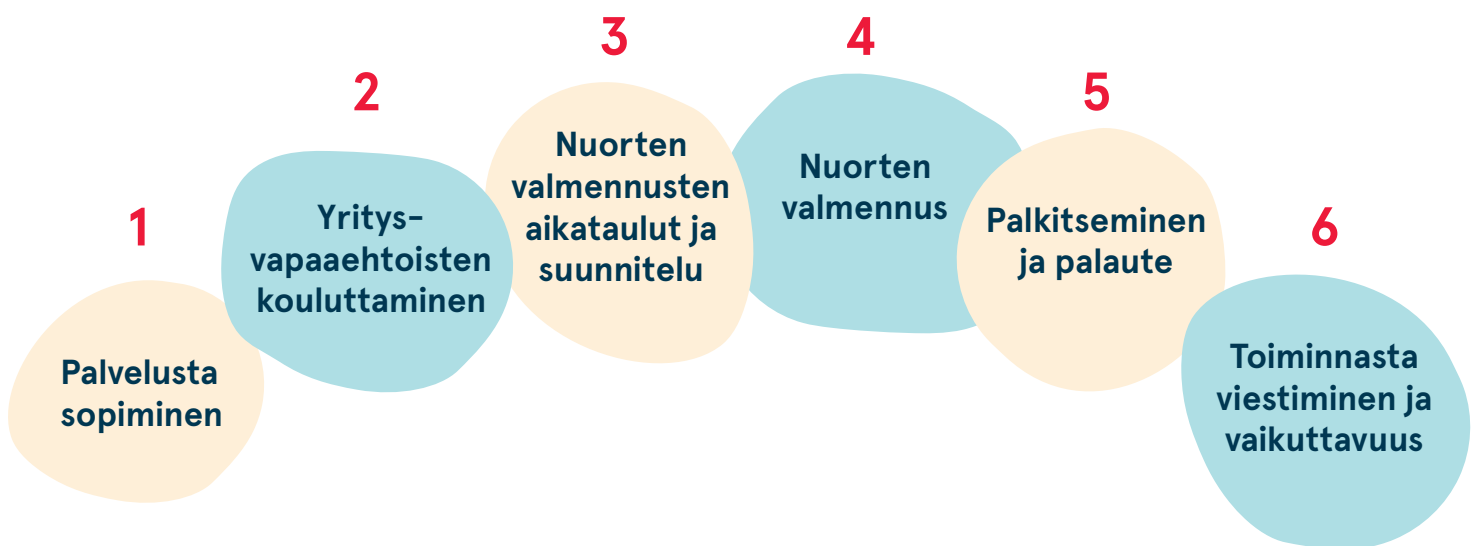 1
Palvelusta
sopiminen
2
Yritys-
vapaaehtoisten
kouluttaminen
3
Nuorten
valmennusten
aikataulut ja
suunnitelu
4
Nuorten
valmennus
5
Palkitseminen
ja palaute
6
Toiminnasta
viestiminen ja
vaikuttavuus